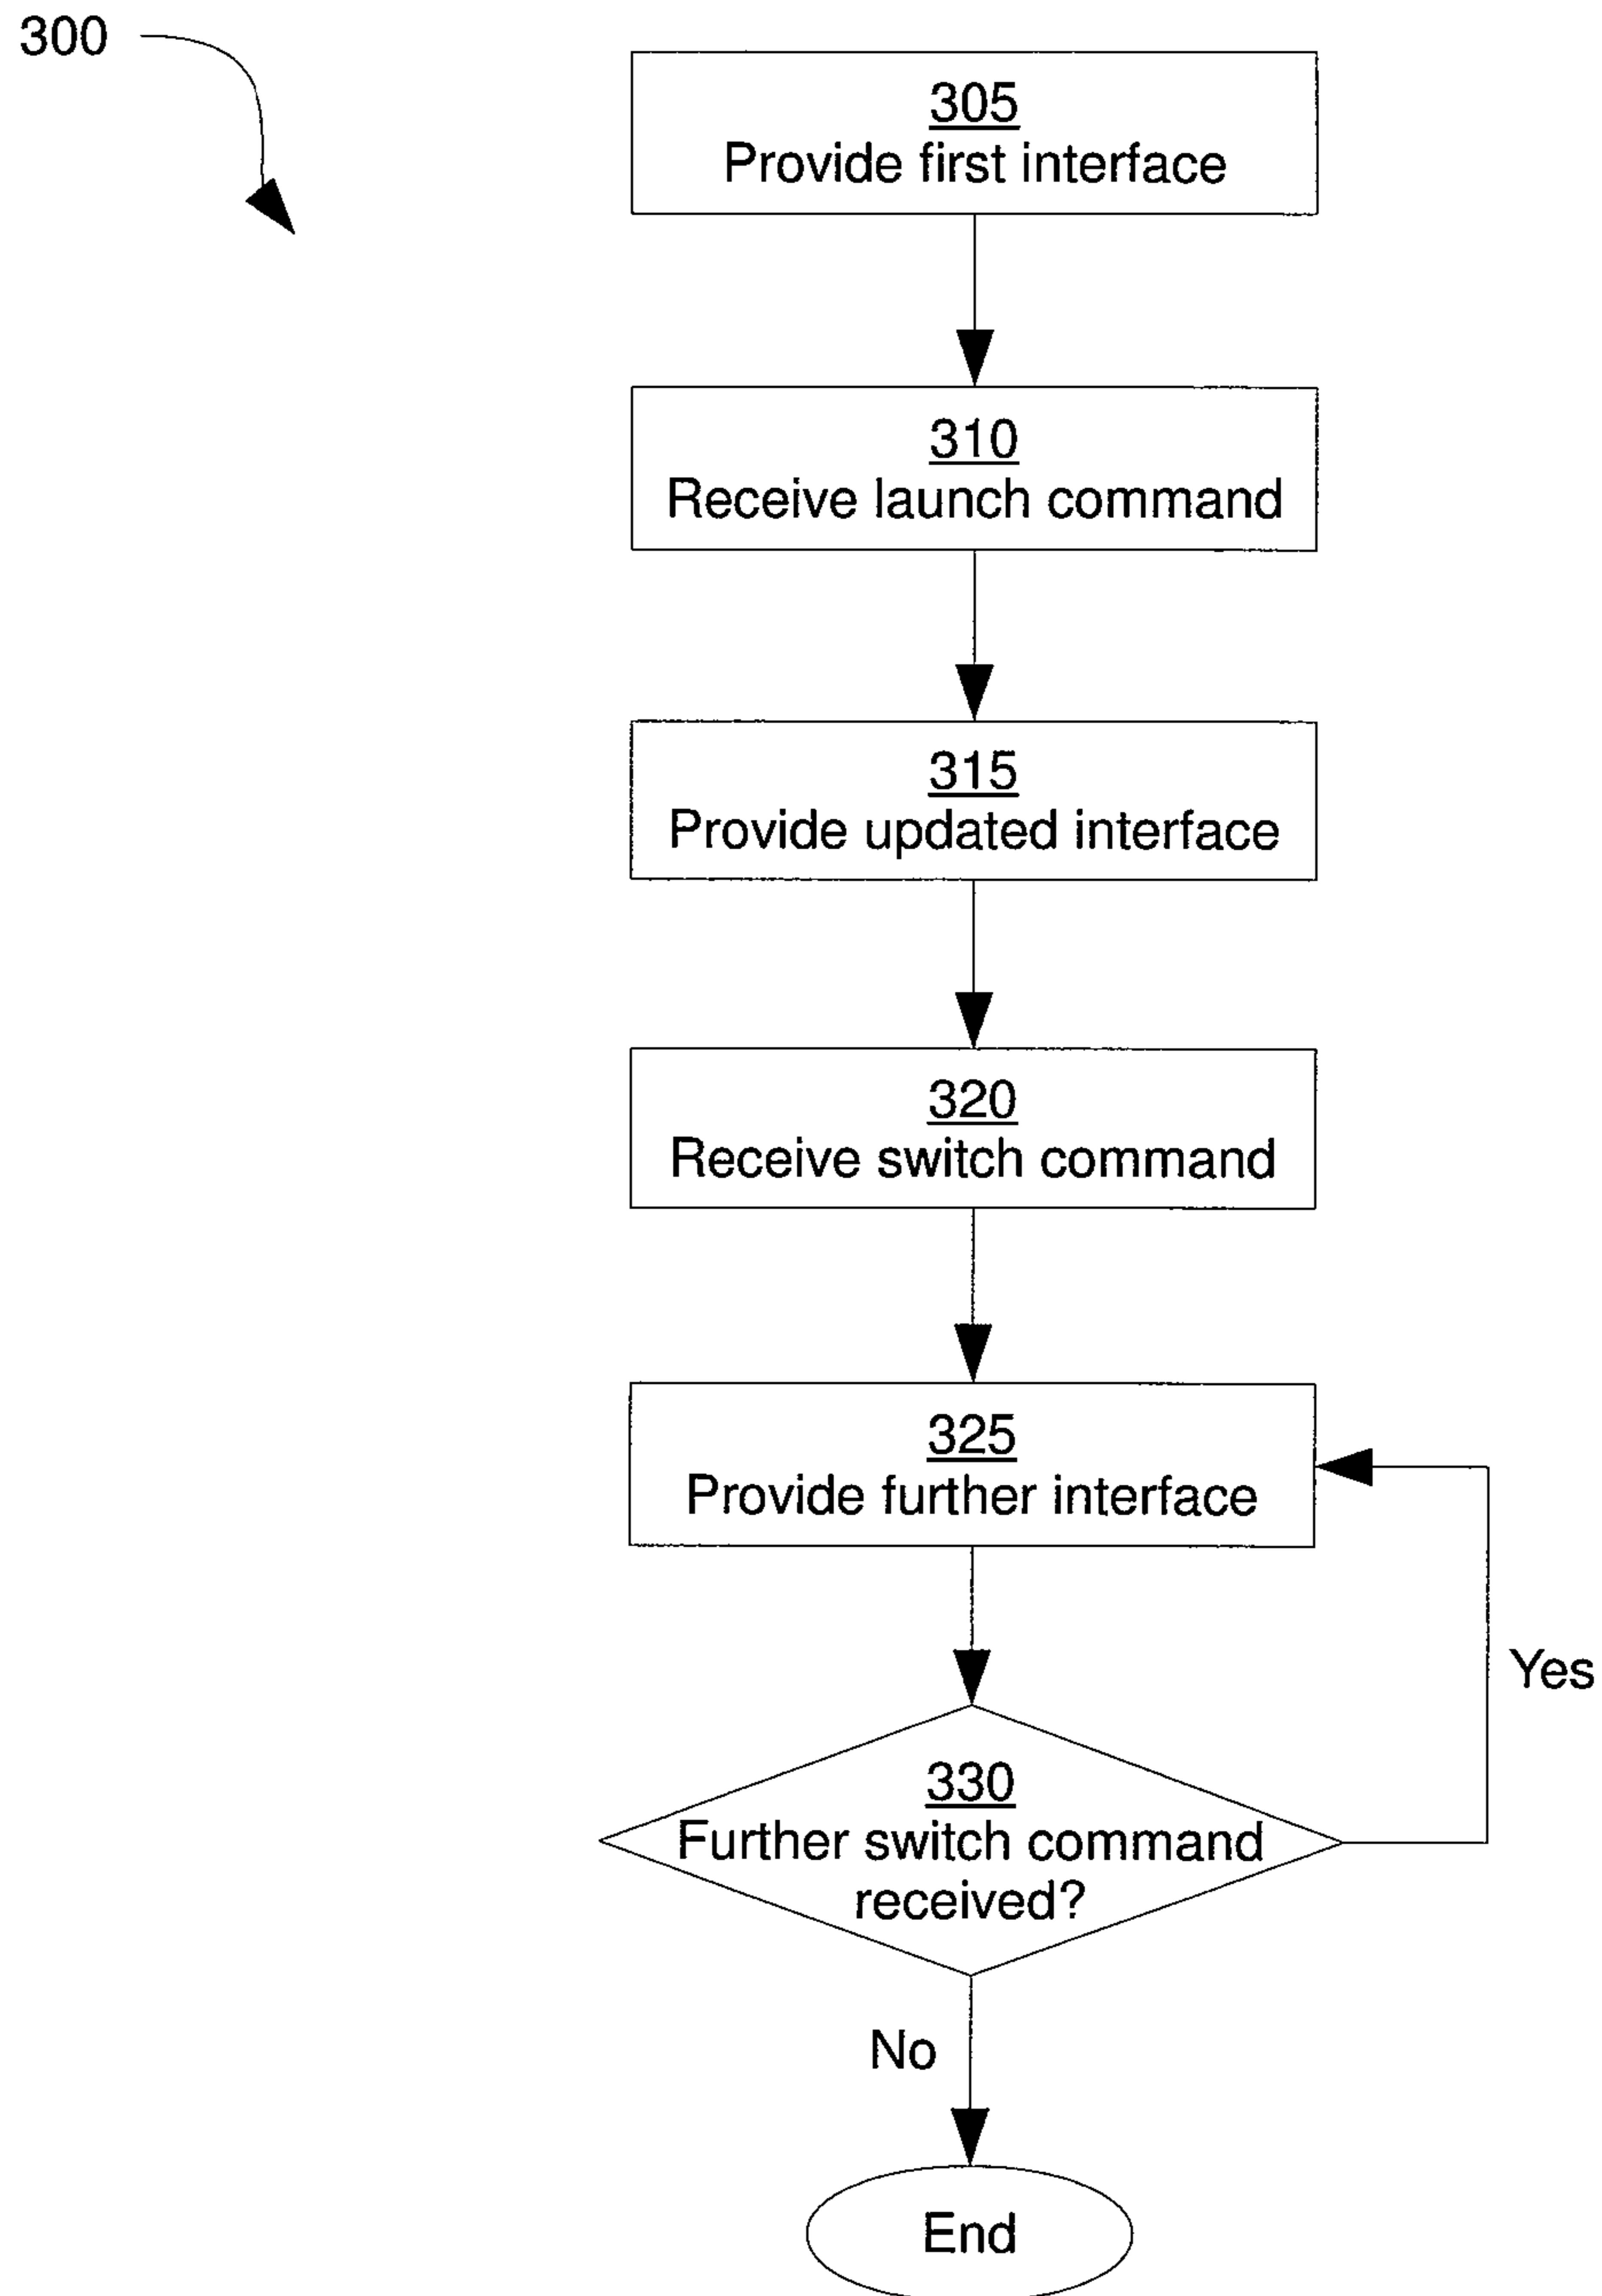 300
305
Provide first interface
310
Receive launch command
315
Provide updated interface
320
Receive switch command
325
Provide further interface
Yes
330
Further switch command
received?
No
End